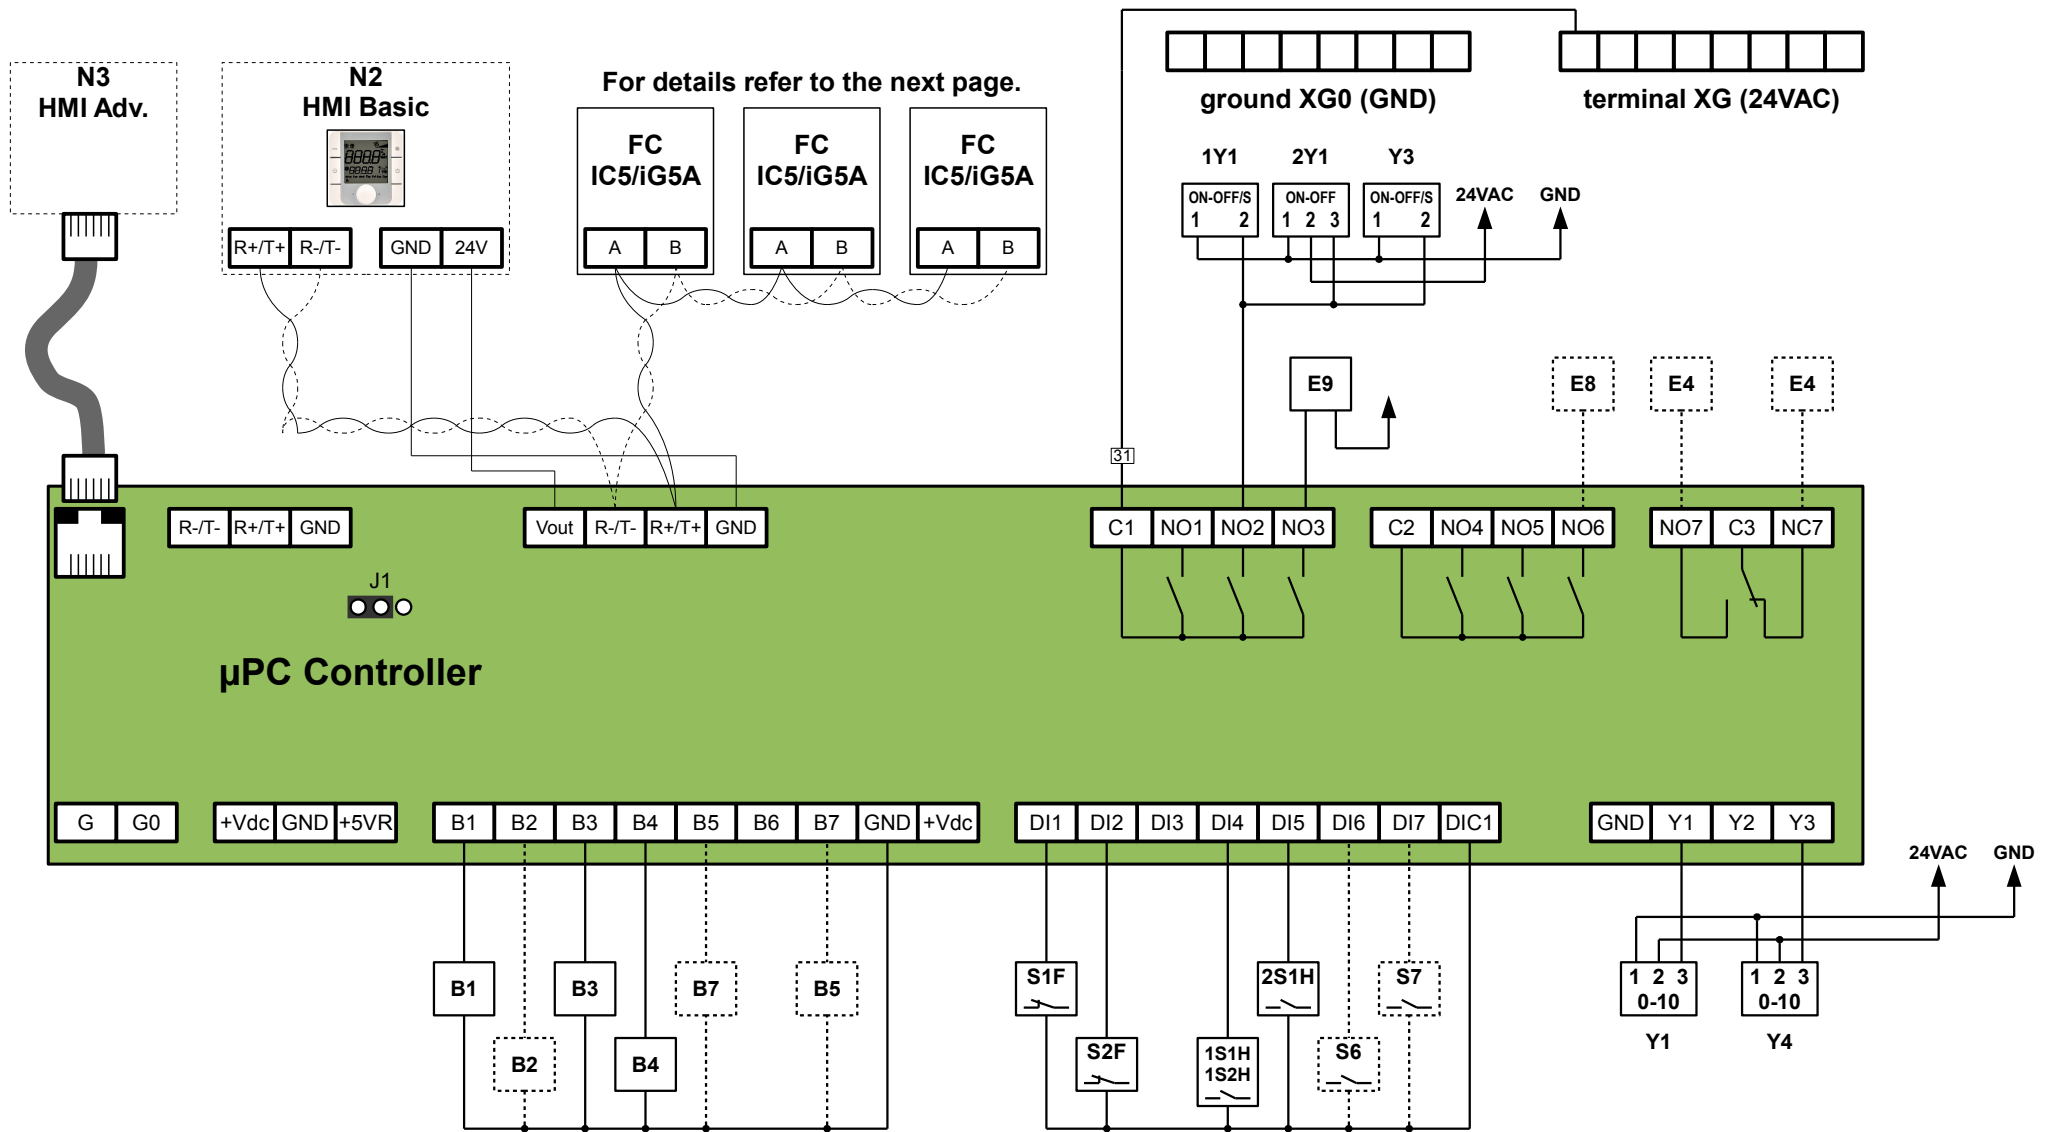 N3
HMI Adv.
N2
HMI Basic
For details refer to the next page.
FC
IC5/iG5A
FC
IC5/iG5A
FC
IC5/iG5A
ground XG0 (GND)
terminal XG (24VAC)
1Y1 2Y1 Y3
ON-OFF/S
1 2
ON-OFF
1 2 3
ON-OFF/S
1 2
24VAC GND
R+/T+ R-/T- GND 24V
A B A B A B
E9 E8 E4 E4
31
R-/T- R+/T+ GND
Vout R-/T- R+/T+ GND
C1 NO1 NO2 NO3
C2 NO4 NO5 NO6
NO7 C3 NC7
J1
µPC Controller
G G0
+Vdc GND +5VR
B1 B2 B3 B4 B5 B6 B7 GND +Vdc
DI1 DI2 DI3 DI4 DI5 DI6 DI7 DIC1
GND Y1 Y2 Y3
24VAC GND
B1 B3 B7 B5
B2 B4
S1F 2S1H S7
S2F
1S1H
1S2H
S6
1 2 3
0-10
1 2 3
0-10
Y1 Y4